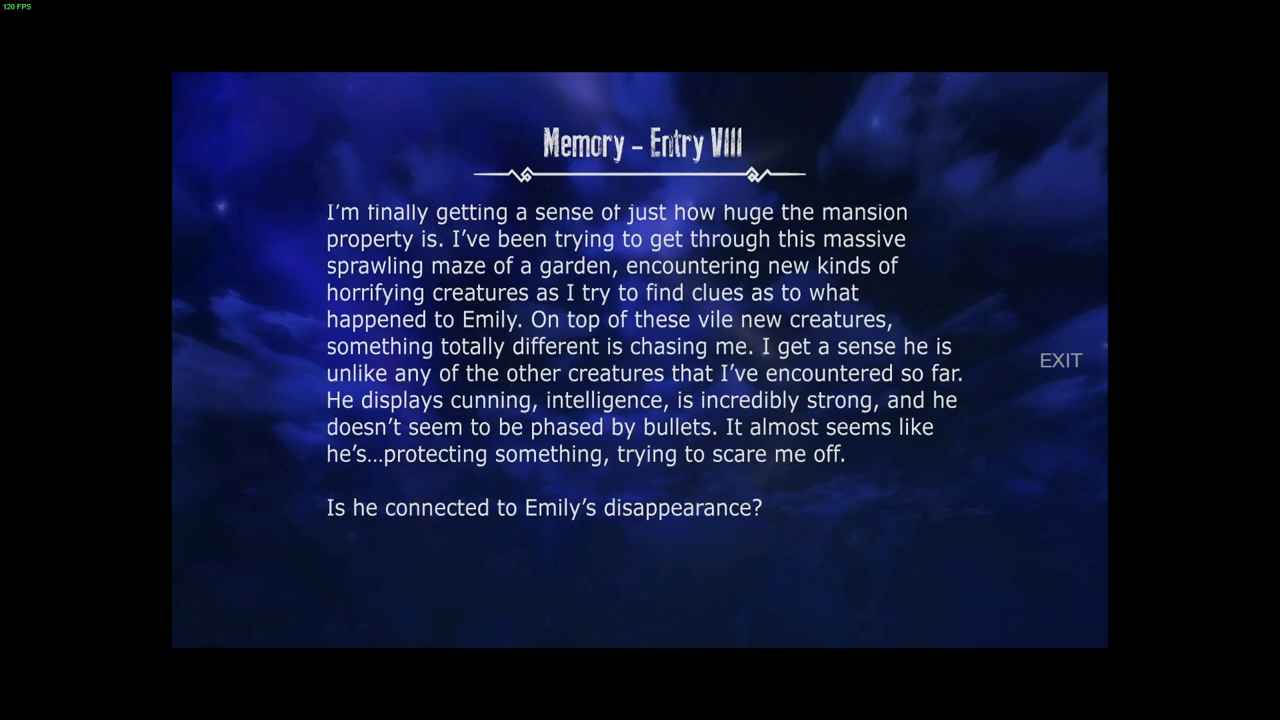 120 FPS
Memory – Entry VIII
I’m finally getting a sense of just how huge the mansion
property is. I’ve been trying to get through this massive
sprawling maze of a garden, encountering new kinds of
horrifying creatures as I try to find clues as to what
happened to Emily. On top of these vile new creatures,
something totally different is chasing me. I get a sense he is
unlike any of the other creatures that I’ve encountered so far.
He displays cunning, intelligence, is incredibly strong, and he
doesn’t seem to be phased by bullets. It almost seems like
he’s...protecting something, trying to scare me off.
Is he connected to Emily’s disappearance?
EXIT